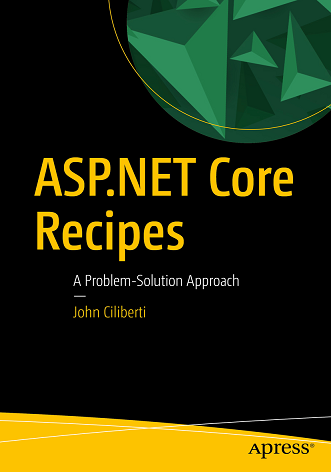 ASP.NET Core
Recipes
A Problem-Solution Approach
John Ciliberti
Apress®